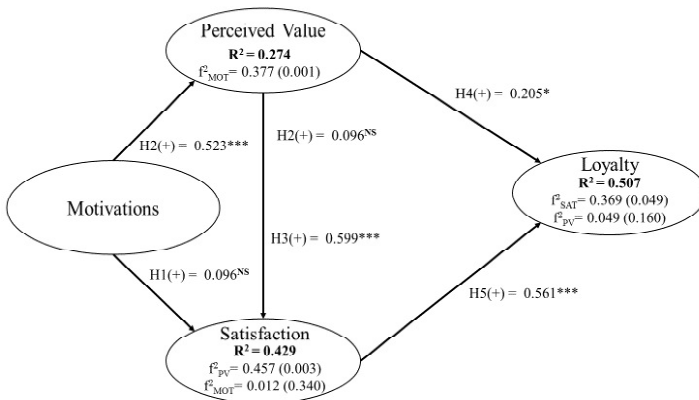 Perceived Value
R² = 0.274
f²MOT= 0.377 (0.001)
H4(+) = 0.205*
H2(+) = 0.523***
H2(+) = 0.096NS
Loyalty
R² = 0.507
f²SAT= 0.369 (0.049)
f²PV= 0.049 (0.160)
Motivations
H3(+) = 0.599***
H1(+) = 0.096NS
H5(+) = 0.561***
Satisfaction
R² = 0.429
f²PV= 0.457 (0.003)
f²MOT= 0.012 (0.340)